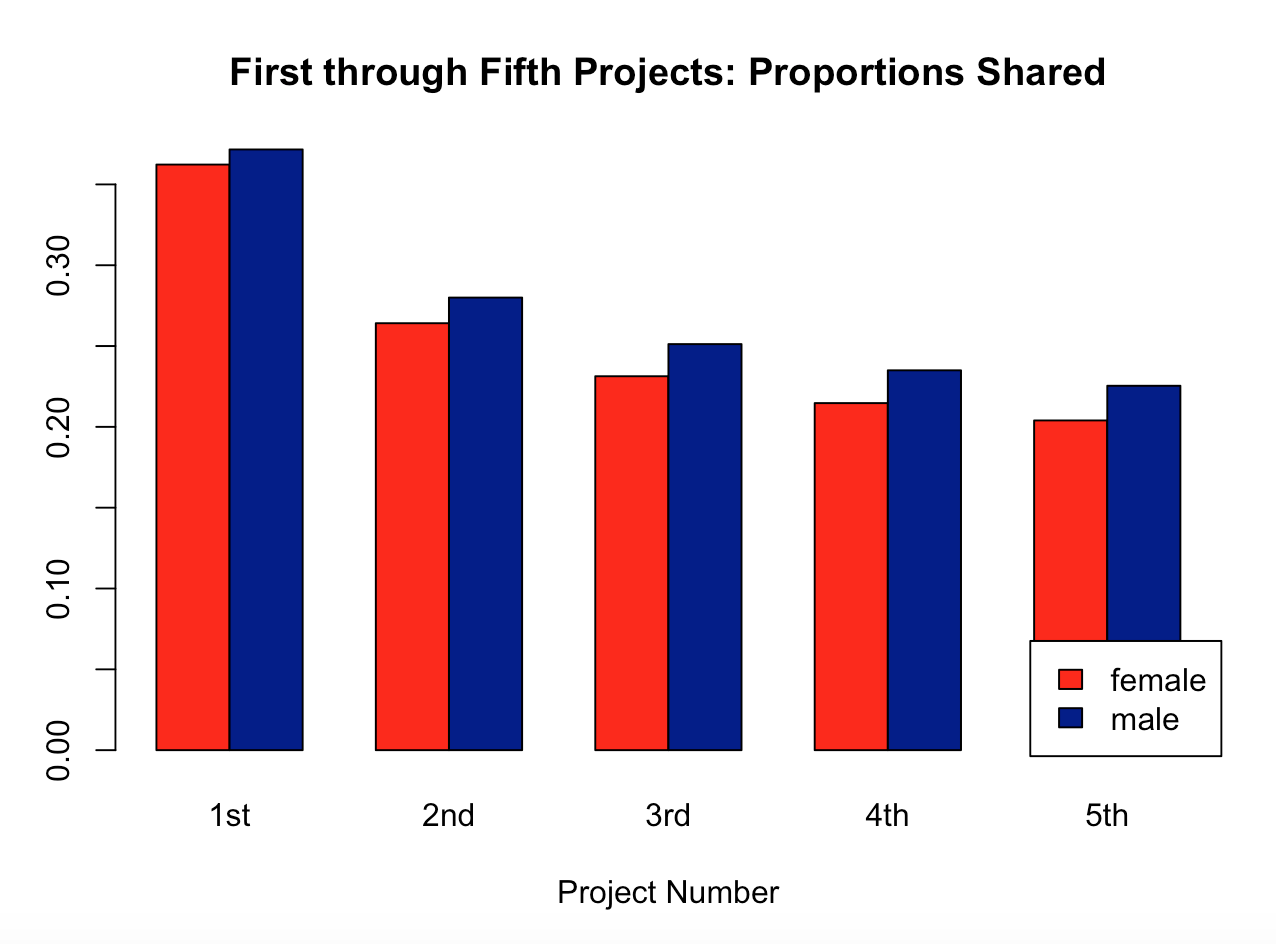 First through Fifth Projects: Proportions Shared
0.30
0.20
0.10
0.00
female
male
1st 2nd 3rd 4th 5th
Project Number